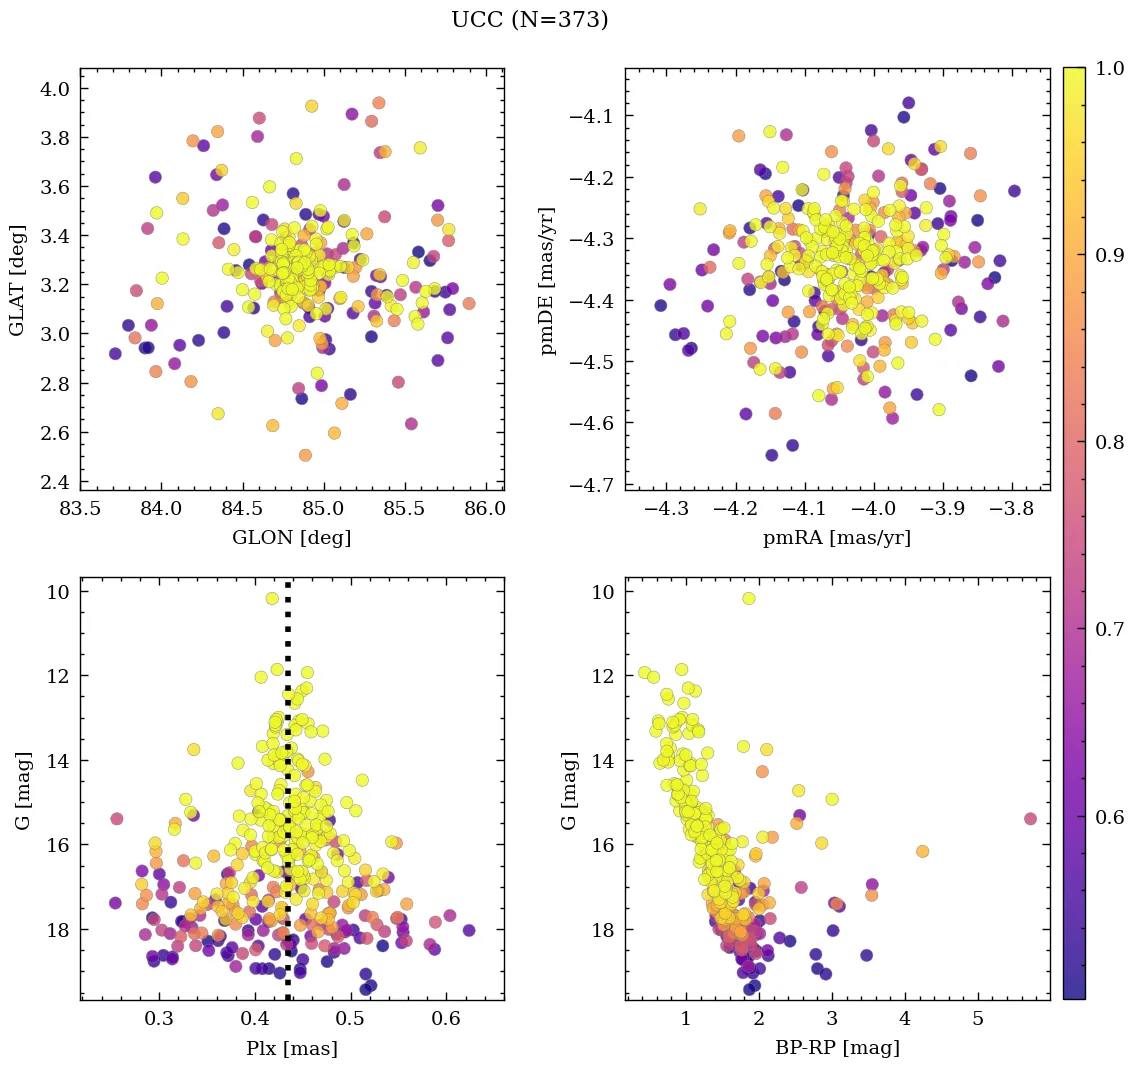 UCC (N=373)
4.0
3.8
3.6
3.4
3.2
3.0
2.8
2.6
2.4
GLAT [deg]
83.5 84.0 84.5 85.0 85.5 86.0
GLON [deg]
−4.1
−4.2
−4.3
−4.4
−4.5
−4.6
−4.7
pmDE [mas/yr]
−4.3 −4.2 −4.1 −4.0 −3.9 −3.8
pmRA [mas/yr]
1.0
0.9
0.8
0.7
0.6
10
12
14
16
18
G [mag]
0.3 0.4 0.5 0.6
Plx [mas]
10
12
14
16
18
G [mag]
1 2 3 4 5
BP-RP [mag]